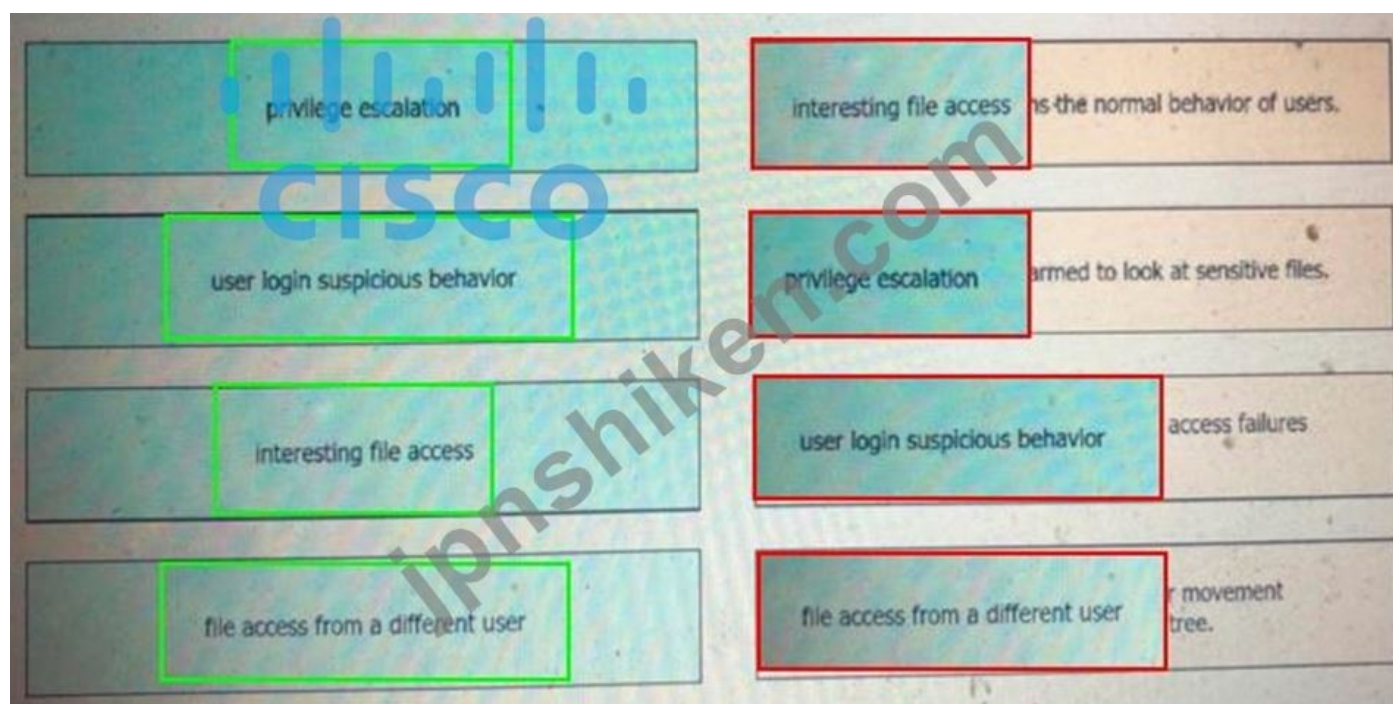 privilege escalation
interesting file access
ns the normal behavior of users.
CISCO
user login suspicious behavior
privilege escalation
armed to look at sensitive files.
interesting file access
user login suspicious behavior
access failures
file access from a different user
file access from a different user
r movement
tree.
jpnshiken.com